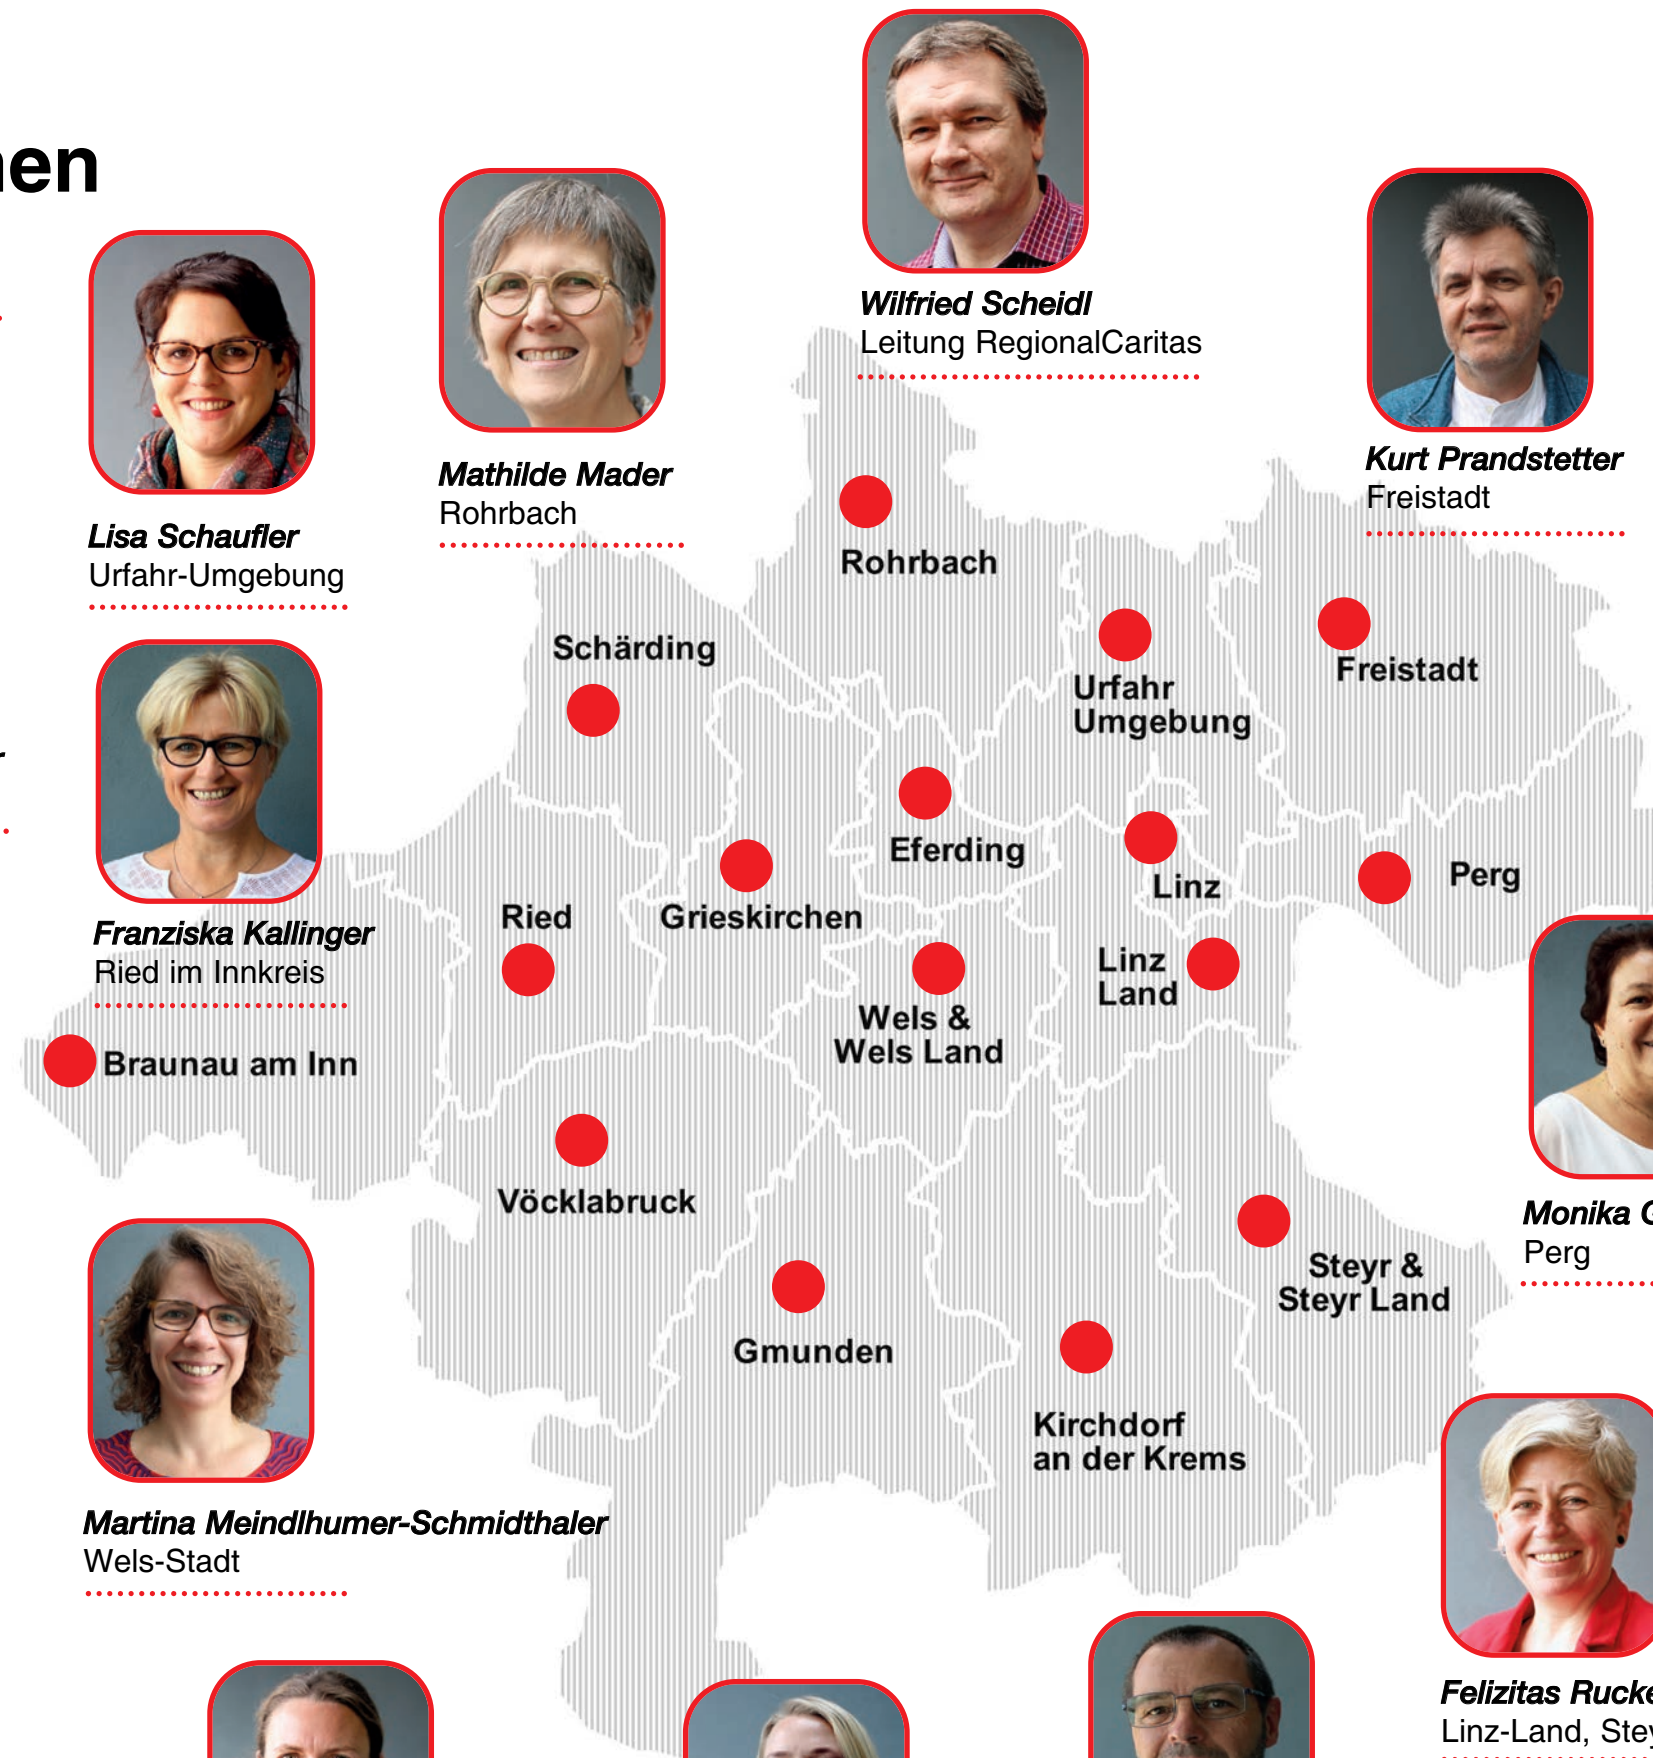 Wilfried Scheidl
Leitung RegionalCaritas
Kurt Prandstetter
Freistadt
Mathilde Mader
Rohrbach
Lisa Schaufler
Urfahr-Umgebung
Franziska Kallinger
Ried im Innkreis
Rohrbach
Schärding
Urfahr
Umgebung
Freistadt
Eferding
Linz
Perg
Ried
Grieskirchen
Linz
Land
Wels &
Wels Land
Braunau am Inn
Vöcklabruck
Steyr &
Steyr Land
Gmunden
Kirchdorf
an der Krems
Monika
Perg
Martina Meindlhumer-Schmidthaler
Wels-Stadt
Felizitas
Linz-Land,